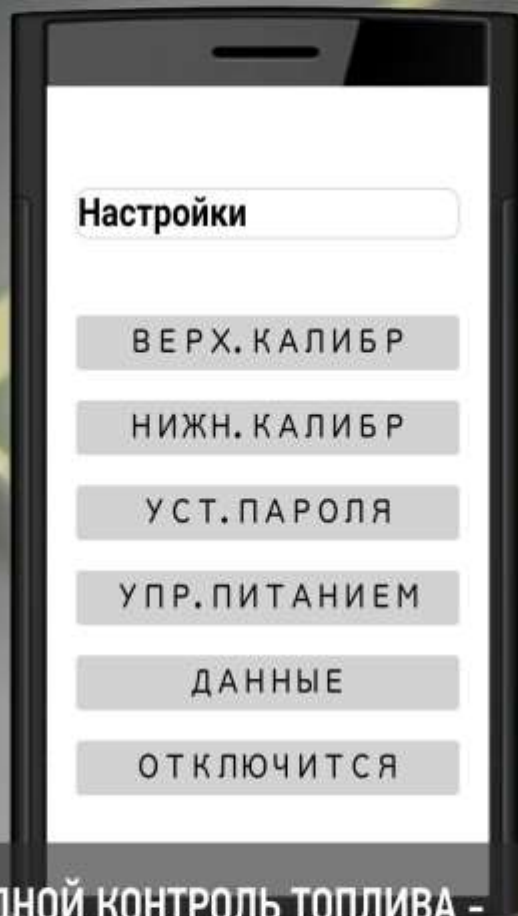 Настройки
ВЕРХ.КАЛИБР
НИЖН.КАЛИБР
УСТ.ПАРОЛЯ
УПР.ПИТАНИЕМ
ДАННЫЕ
ОТКЛЮЧИТСЯ
КОНТРОЛЬ ТОПЛИВА -